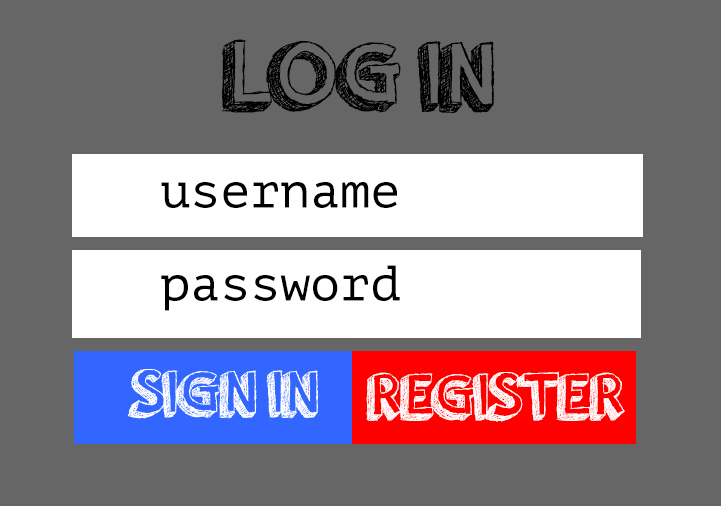 LOG IN
username
password
SIGN IN REGISTER